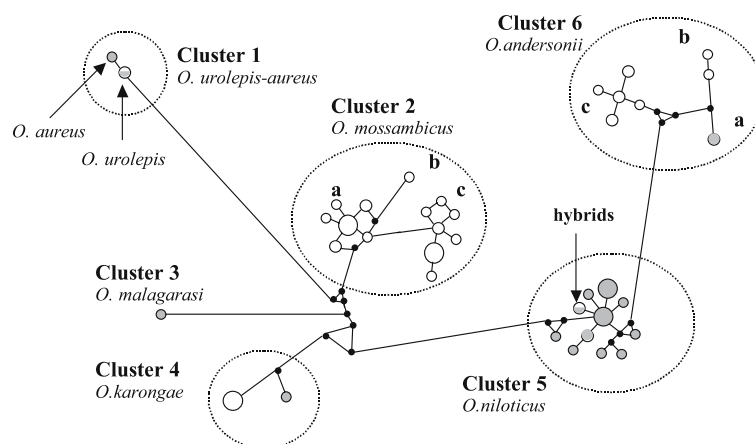 Cluster 1
O. urolepis-aureus
O. aureus
O. urolepis
Cluster 2
O. mossambicus
a
b
c
Cluster 6
O.andersonii
b
c
a
hybrids
Cluster 3
O. malagarasi
Cluster 4
O.karongae
Cluster 5
O.niloticus